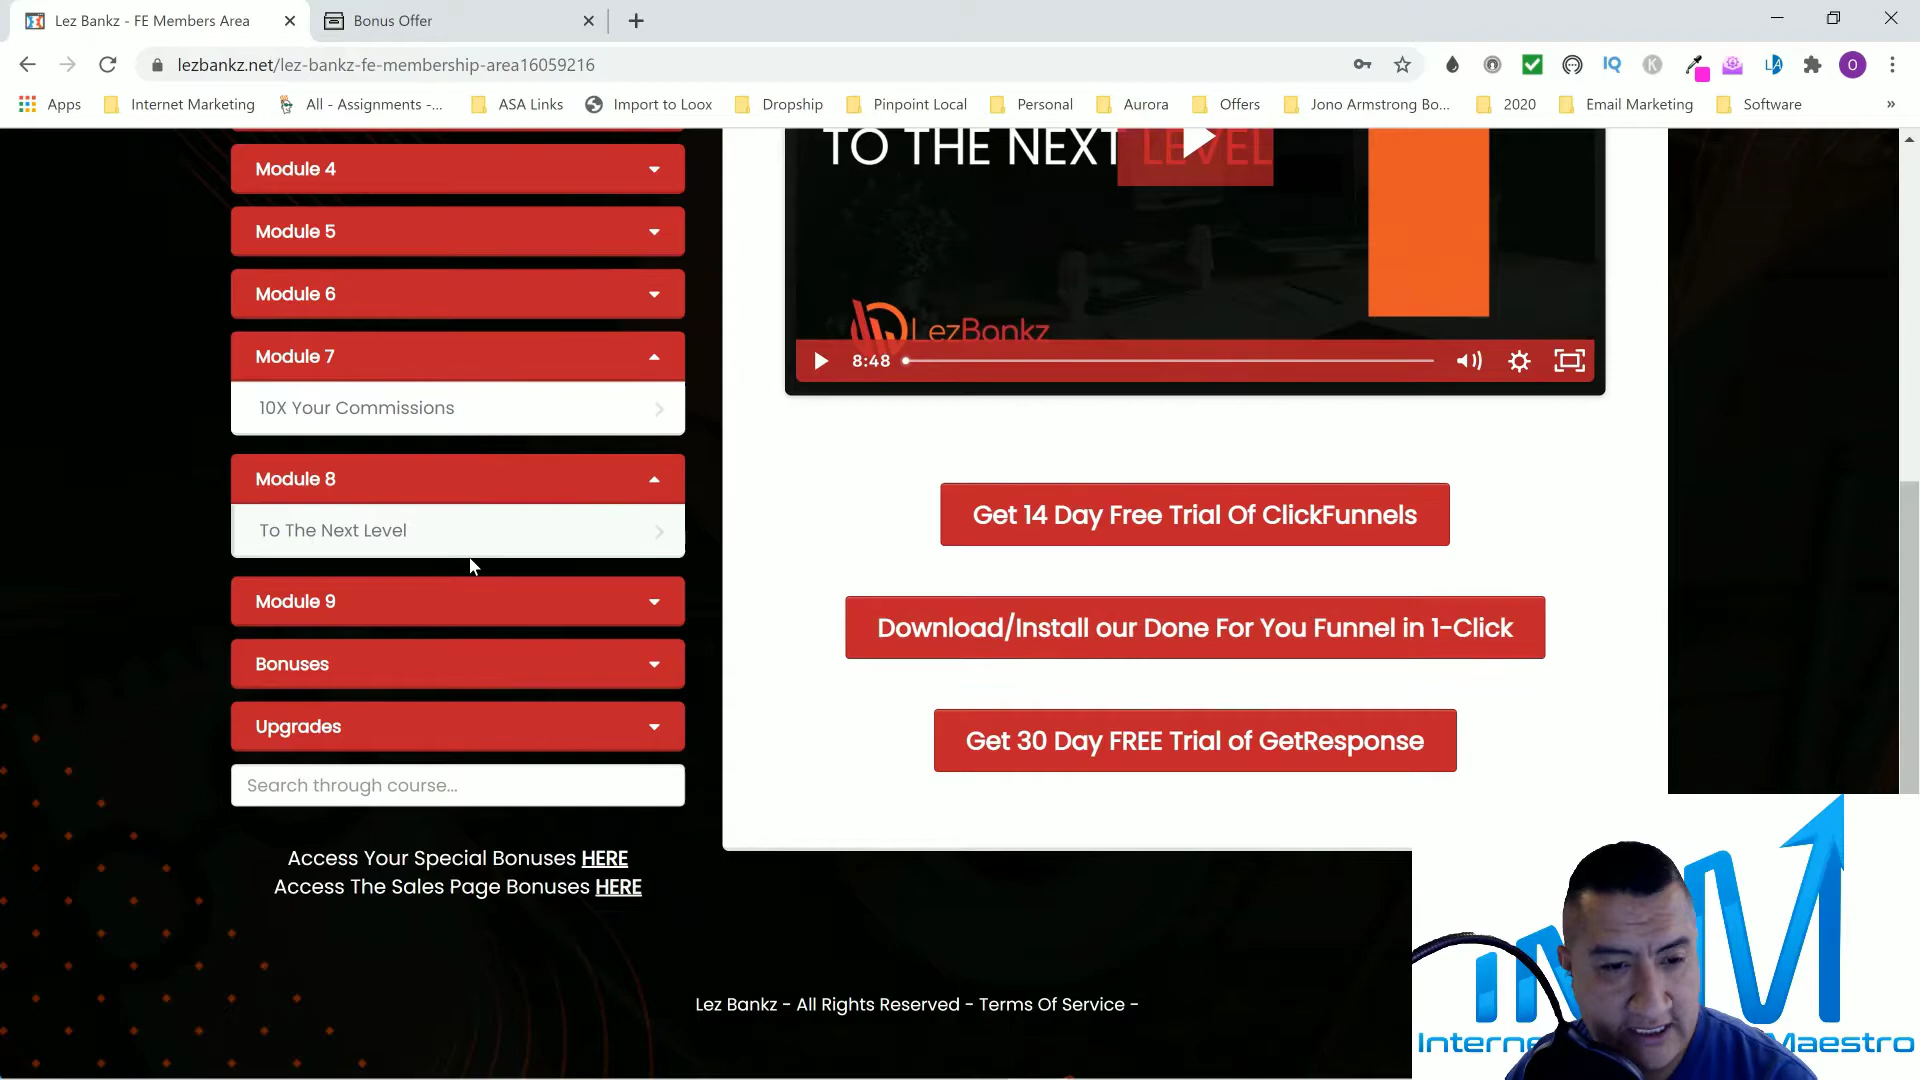 Lez Bankz - FE Members Area
Bonus Offer
lezbankz.net/lez-bankz-fe-membership-area16059216
O
Apps
Internet Marketing
All - Assignments -...
ASA Links
Import to Loox
Dropship
Pinpoint Local
Personal
Aurora
Offers
Jono Armstrong Bo...
2020
Email Marketing
Software
»
Module 4
Module 5
Module 6
Module 7
10X Your Commissions
Module 8
To The Next Level
Module 9
Bonuses
Upgrades
Search through course...
Access Your Special Bonuses HERE
Access The Sales Page Bonuses HERE
TO THE NEXT LEVEL
LezBankz
8:48
Get 14 Day Free Trial Of ClickFunnels
Download/Install our Done For You Funnel in 1-Click
Get 30 Day FREE Trial of GetResponse
Lez Bankz - All Rights Reserved - Terms Of Service -